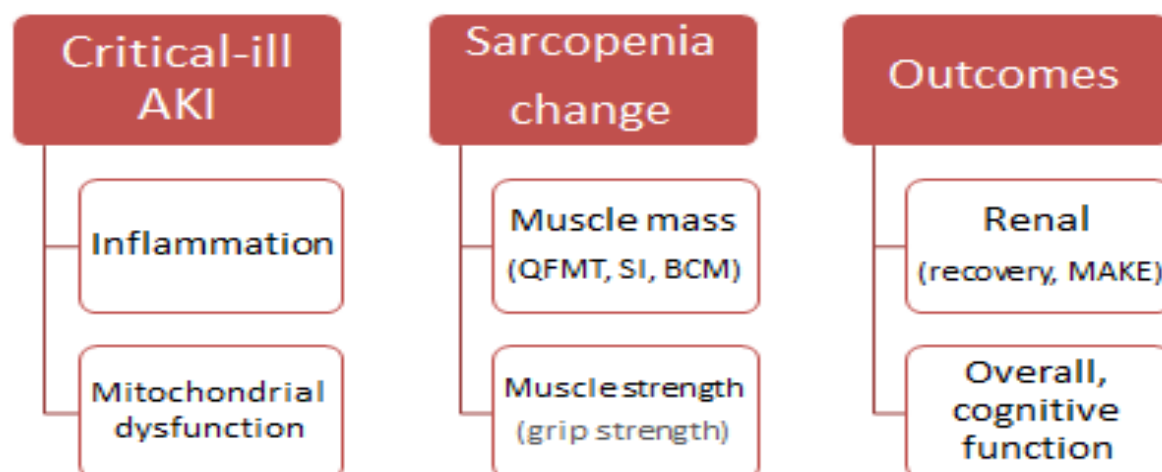 Critical-ill
AKI
Inflammation
Mitochondrial
dysfunction
Sarcopenia
change
Muscle mass
(QFMT, SI, BCM)
Muscle strength
(grip strength)
Outcomes
Renal
(recovery, MAKE)
Overall,
cognitive
function